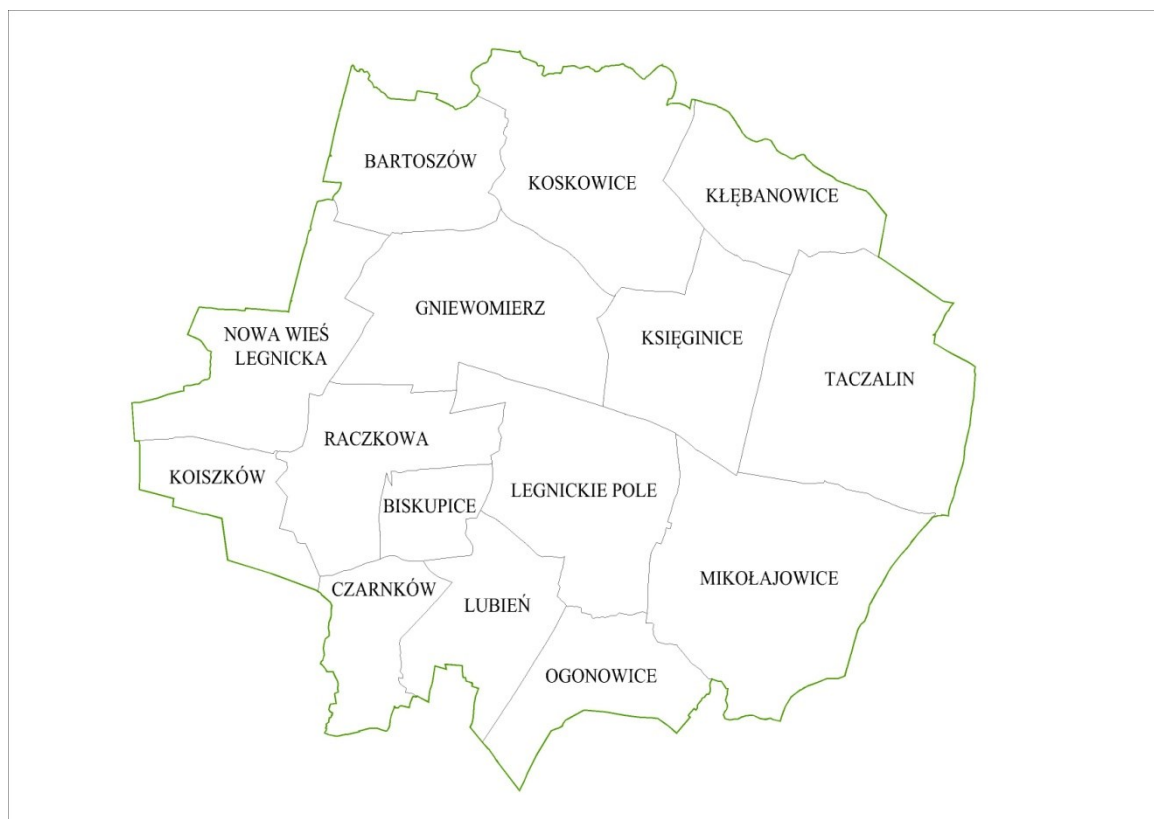 BARTOSZÓW
KOSKOWICE
KŁĘBANOWICE
GNIEWOMIERZ
NOWA WIEŚ
LEGNICKA
KSIĘGINICE
TACZALIN
RACZKOWA
KOISZKÓW
BISKUPICE
LEGNICKIE POLE
CZARNKÓW
LUBIEŃ
MIKOŁAJOWICE
OGONOWICE